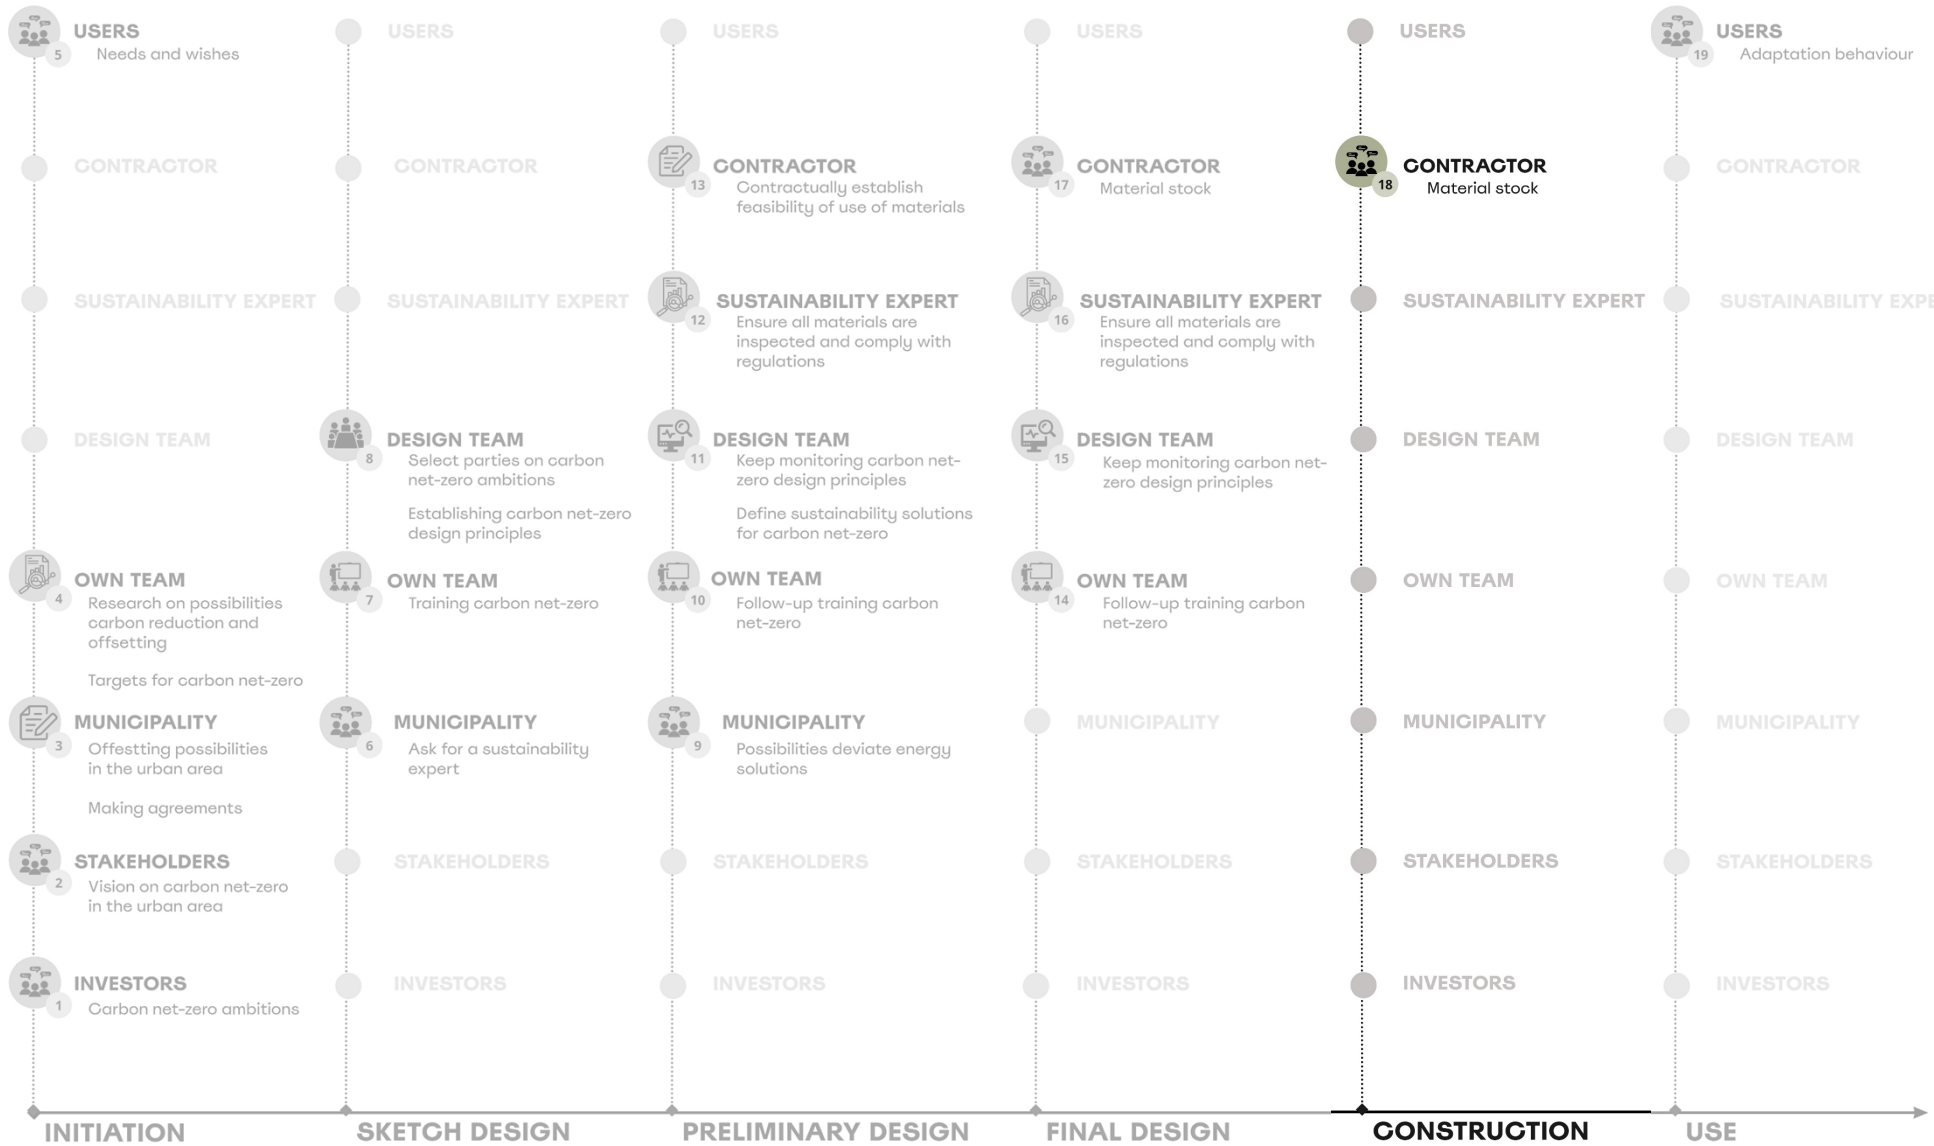 USERS
5
Needs and wishes
CONTRACTOR
SUSTAINABILITY EXPERT
DESIGN TEAM
OWN TEAM
4
Research on possibilities
carbon reduction and
offsetting
Targets for carbon net-zero
MUNICIPALITY
3
Offestting possibilities
in the urban area
Making agreements
STAKEHOLDERS
2
Vision on carbon net-zero
in the urban area
INVESTORS
1
Carbon net-zero ambitions
INITIATION
USERS
CONTRACTOR
SUSTAINABILITY EXPERT
DESIGN TEAM
8
Select parties on carbon
net-zero ambitions
Establishing carbon net-zero
design principles
OWN TEAM
7
Training carbon net-zero
MUNICIPALITY
6
Ask for a sustainability
expert
STAKEHOLDERS
INVESTORS
SKETCH DESIGN
USERS
CONTRACTOR
13
Contractually establish
feasibility of use of materials
SUSTAINABILITY EXPERT
12
Ensure all materials are
inspected and comply with
regulations
DESIGN TEAM
11
Keep monitoring carbon net-
zero design principles
Define sustainability solutions
for carbon net-zero
OWN TEAM
10
Follow-up training carbon
net-zero
MUNICIPALITY
9
Possibilities deviate energy
solutions
STAKEHOLDERS
INVESTORS
PRELIMINARY DESIGN
USERS
CONTRACTOR
17
Material stock
SUSTAINABILITY EXPERT
16
Ensure all materials are
inspected and comply with
regulations
DESIGN TEAM
15
Keep monitoring carbon net-
zero design principles
OWN TEAM
14
Follow-up training carbon
net-zero
MUNICIPALITY
STAKEHOLDERS
INVESTORS
FINAL DESIGN
USERS
CONTRACTOR
18
Material stock
SUSTAINABILITY EXPERT
DESIGN TEAM
OWN TEAM
MUNICIPALITY
STAKEHOLDERS
INVESTORS
CONSTRUCTION
USERS
19
Adaptation behaviour
CONTRACTOR
SUSTAINABILITY EXPE
DESIGN TEAM
OWN TEAM
MUNICIPALITY
STAKEHOLDERS
INVESTORS
USE